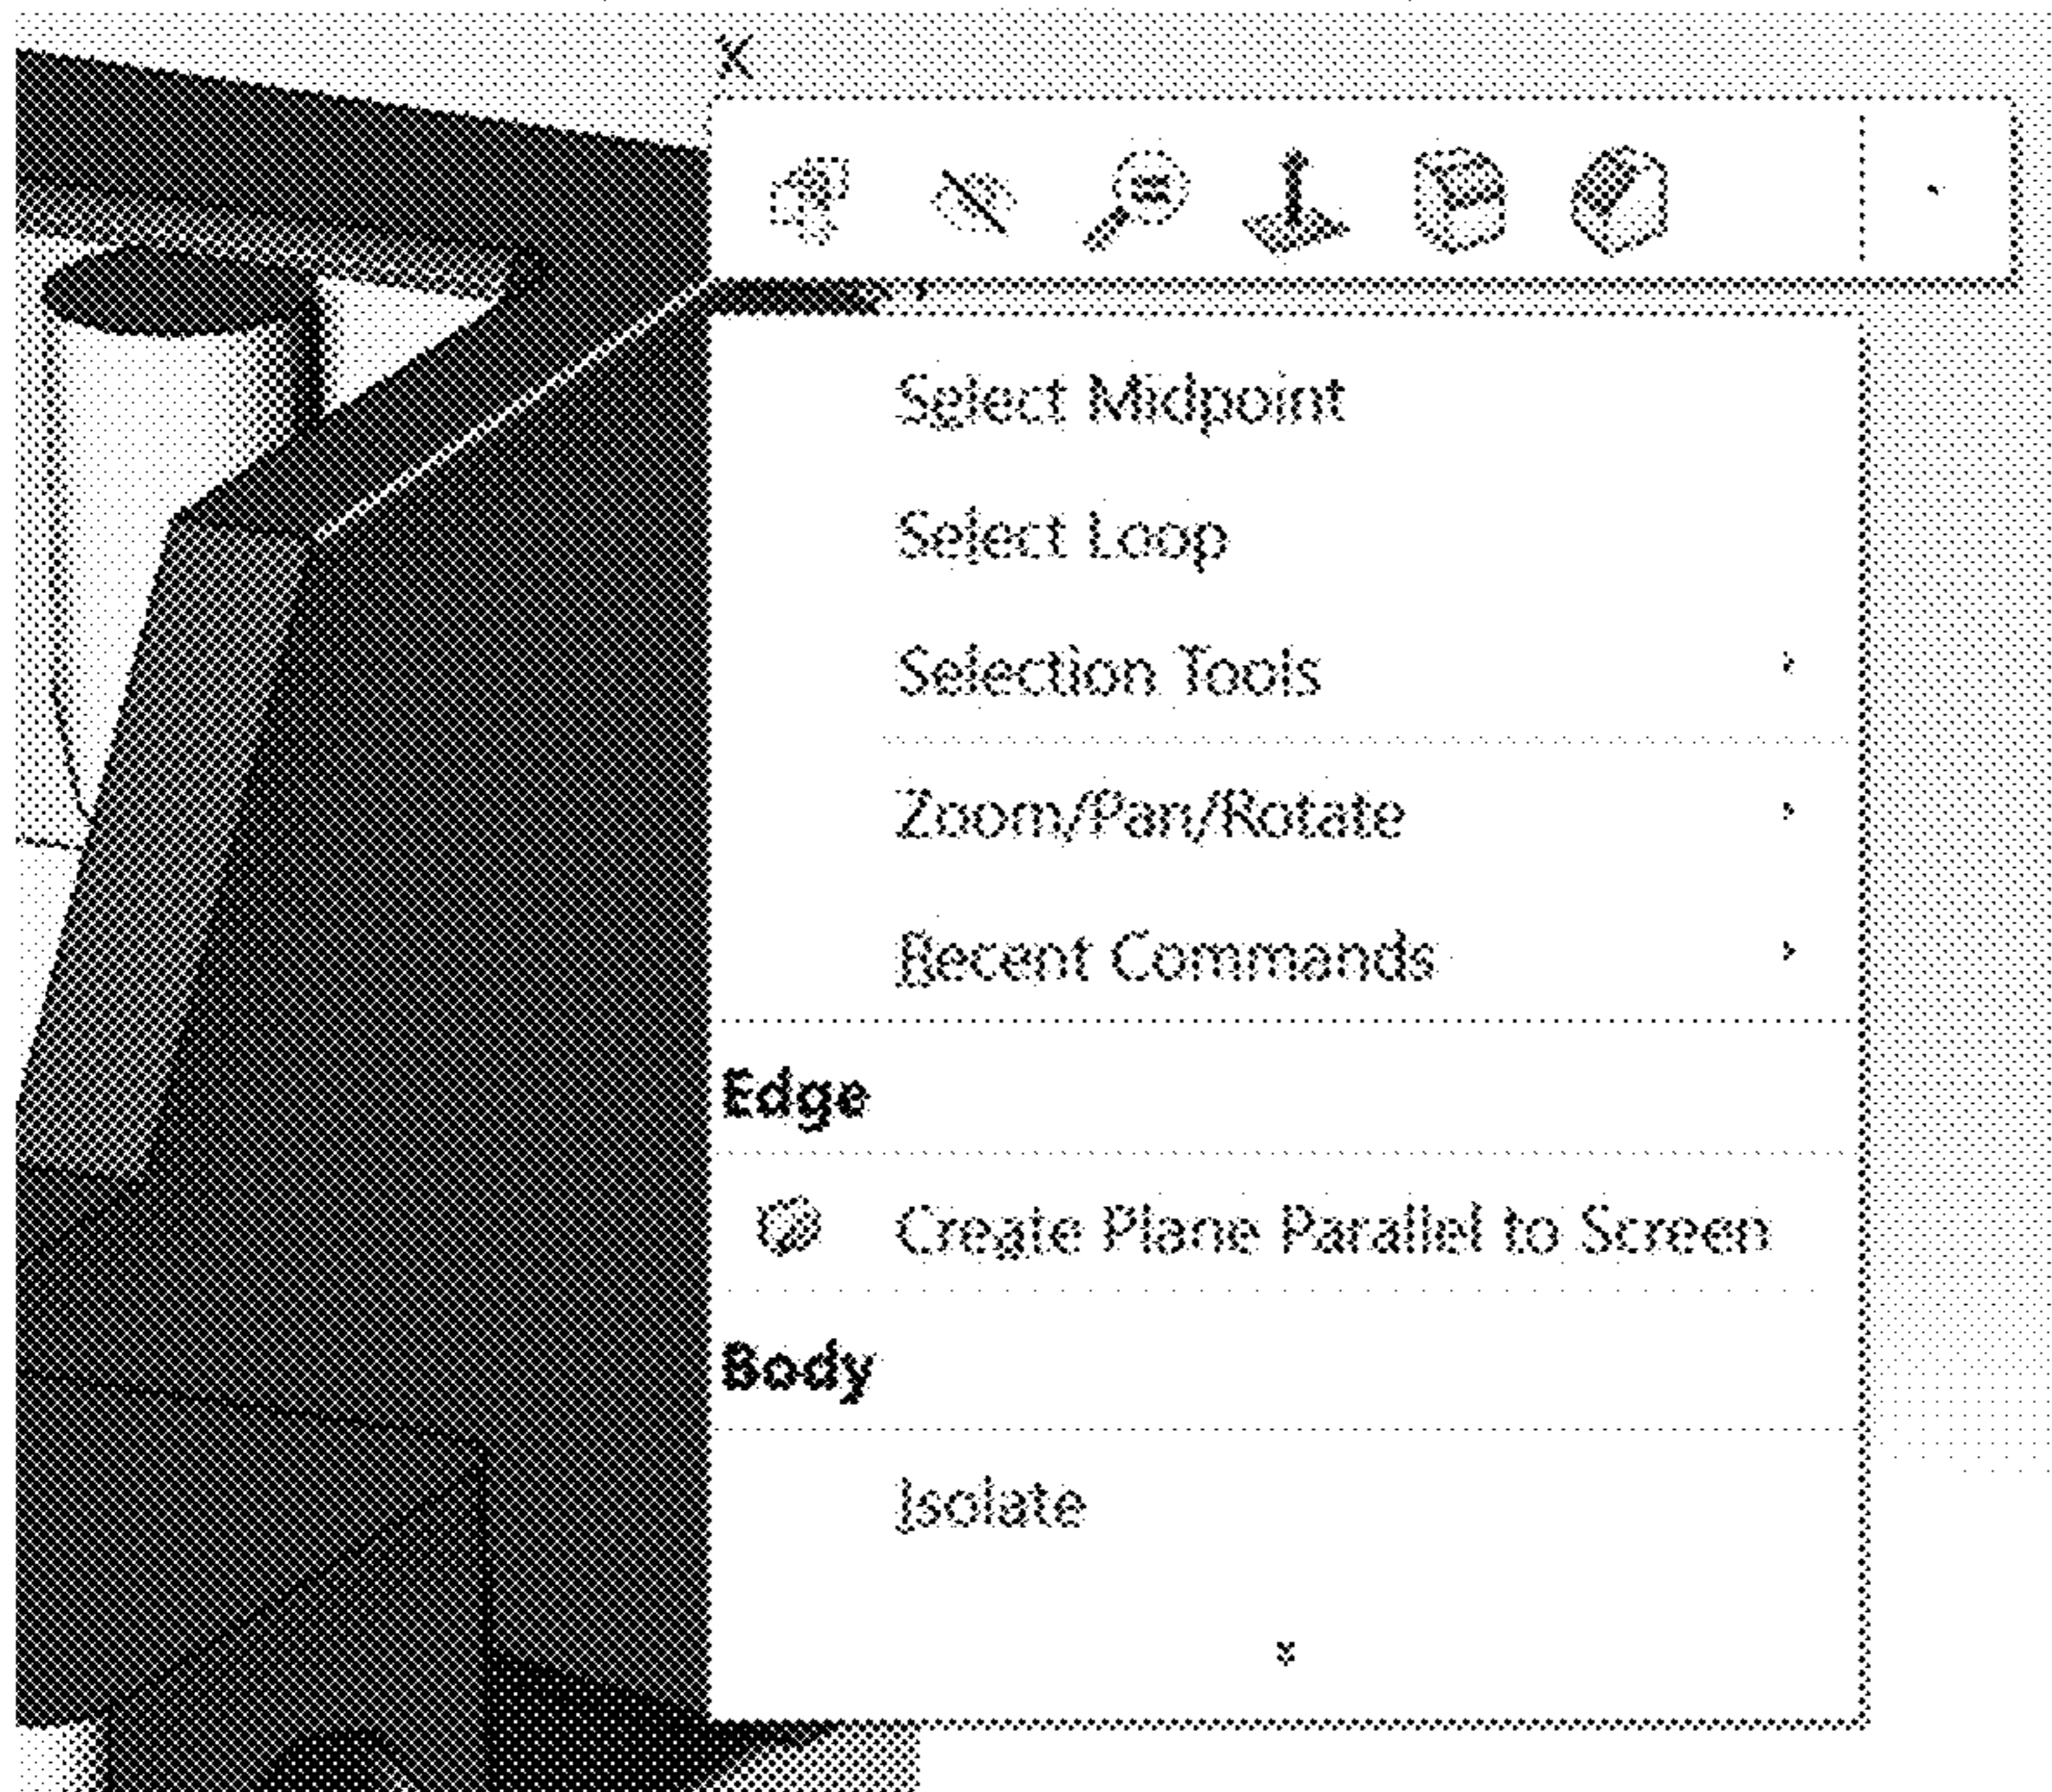 Select Midpoint
Select Loop
Selection Tools
Zoom/Pan/Rotate
Recent Commands
Edge
Create Plane Parallel to Screen
Body
Isolate